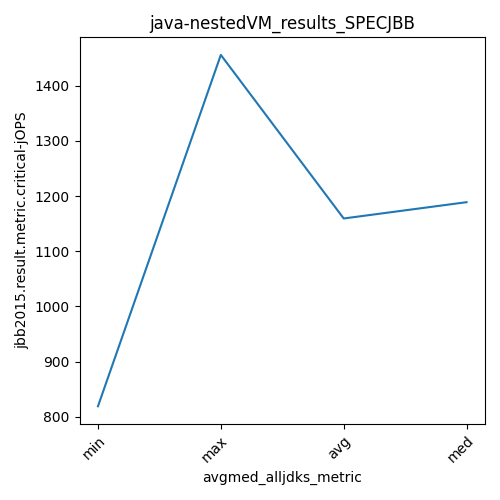 java-nestedVM_results_SPECJBB
jbb2015.result.metric.critical-jOPS
1400
1300
1200
1100
1000
900
800
min
max
avg
med
avgmed_alljdks_metric